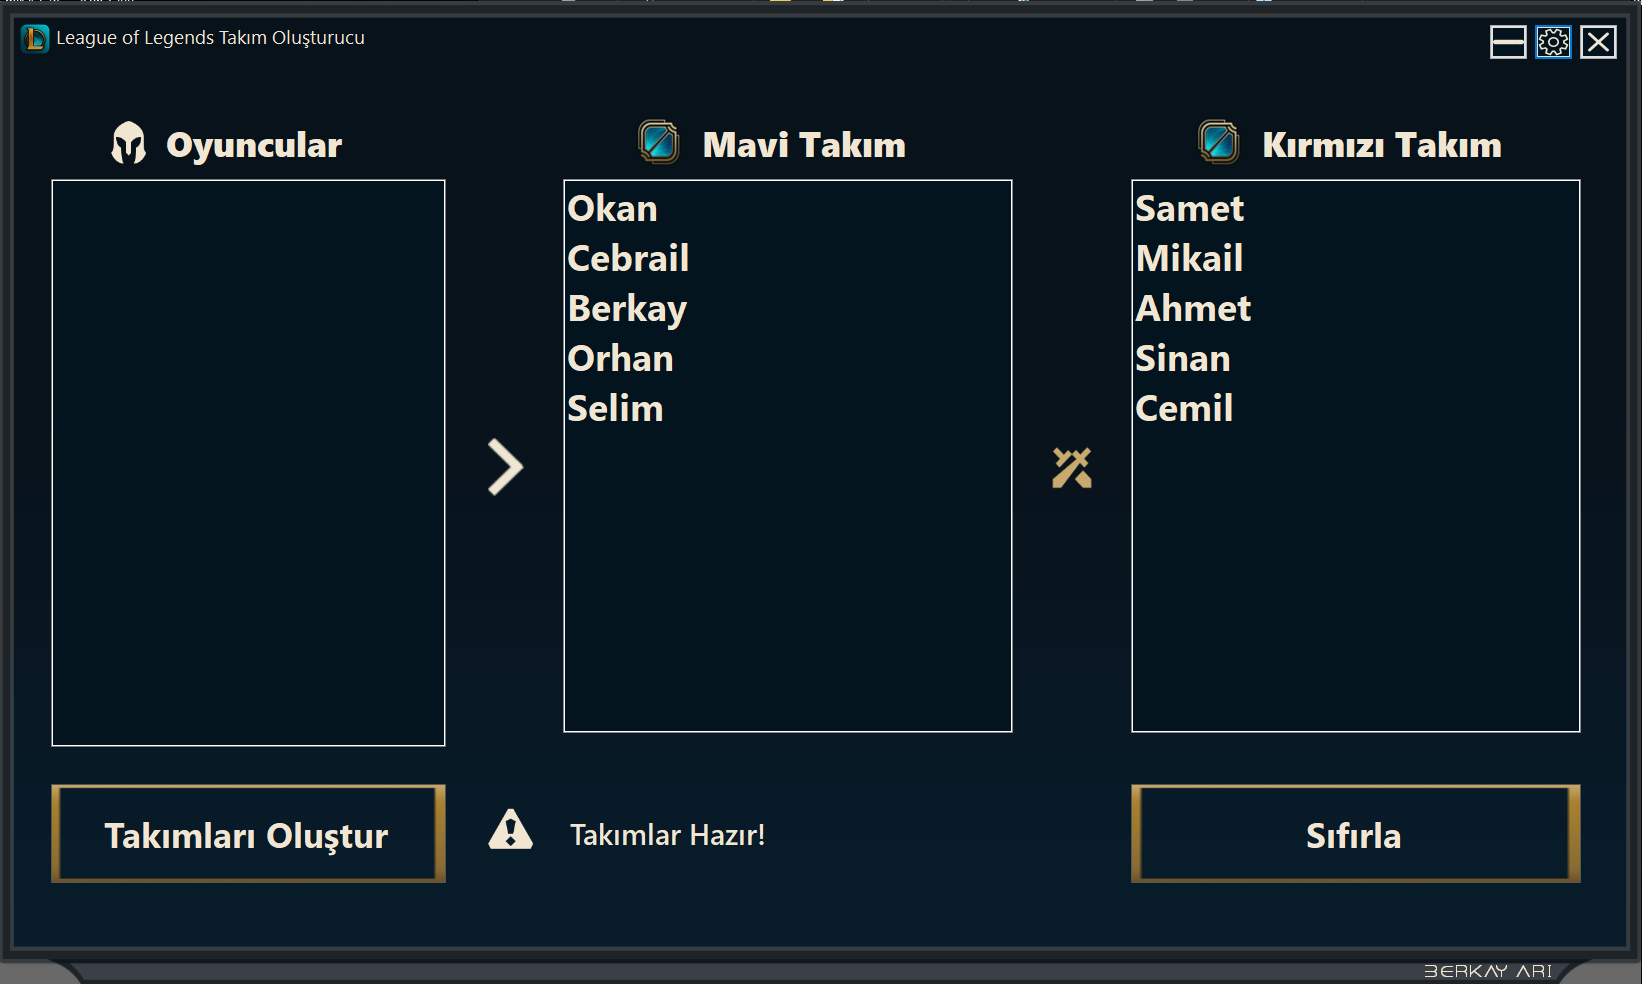 League of Legends Takım Oluşturucu
Oyuncular
Mavi Takım
Kırmızı Takım
Okan
Cebrail
Berkay
Orhan
Selim
Samet
Mikail
Ahmet
Sinan
Cemil
Takımları Oluştur
Takımlar Hazır!
Sıfırla
BERKAY ARI